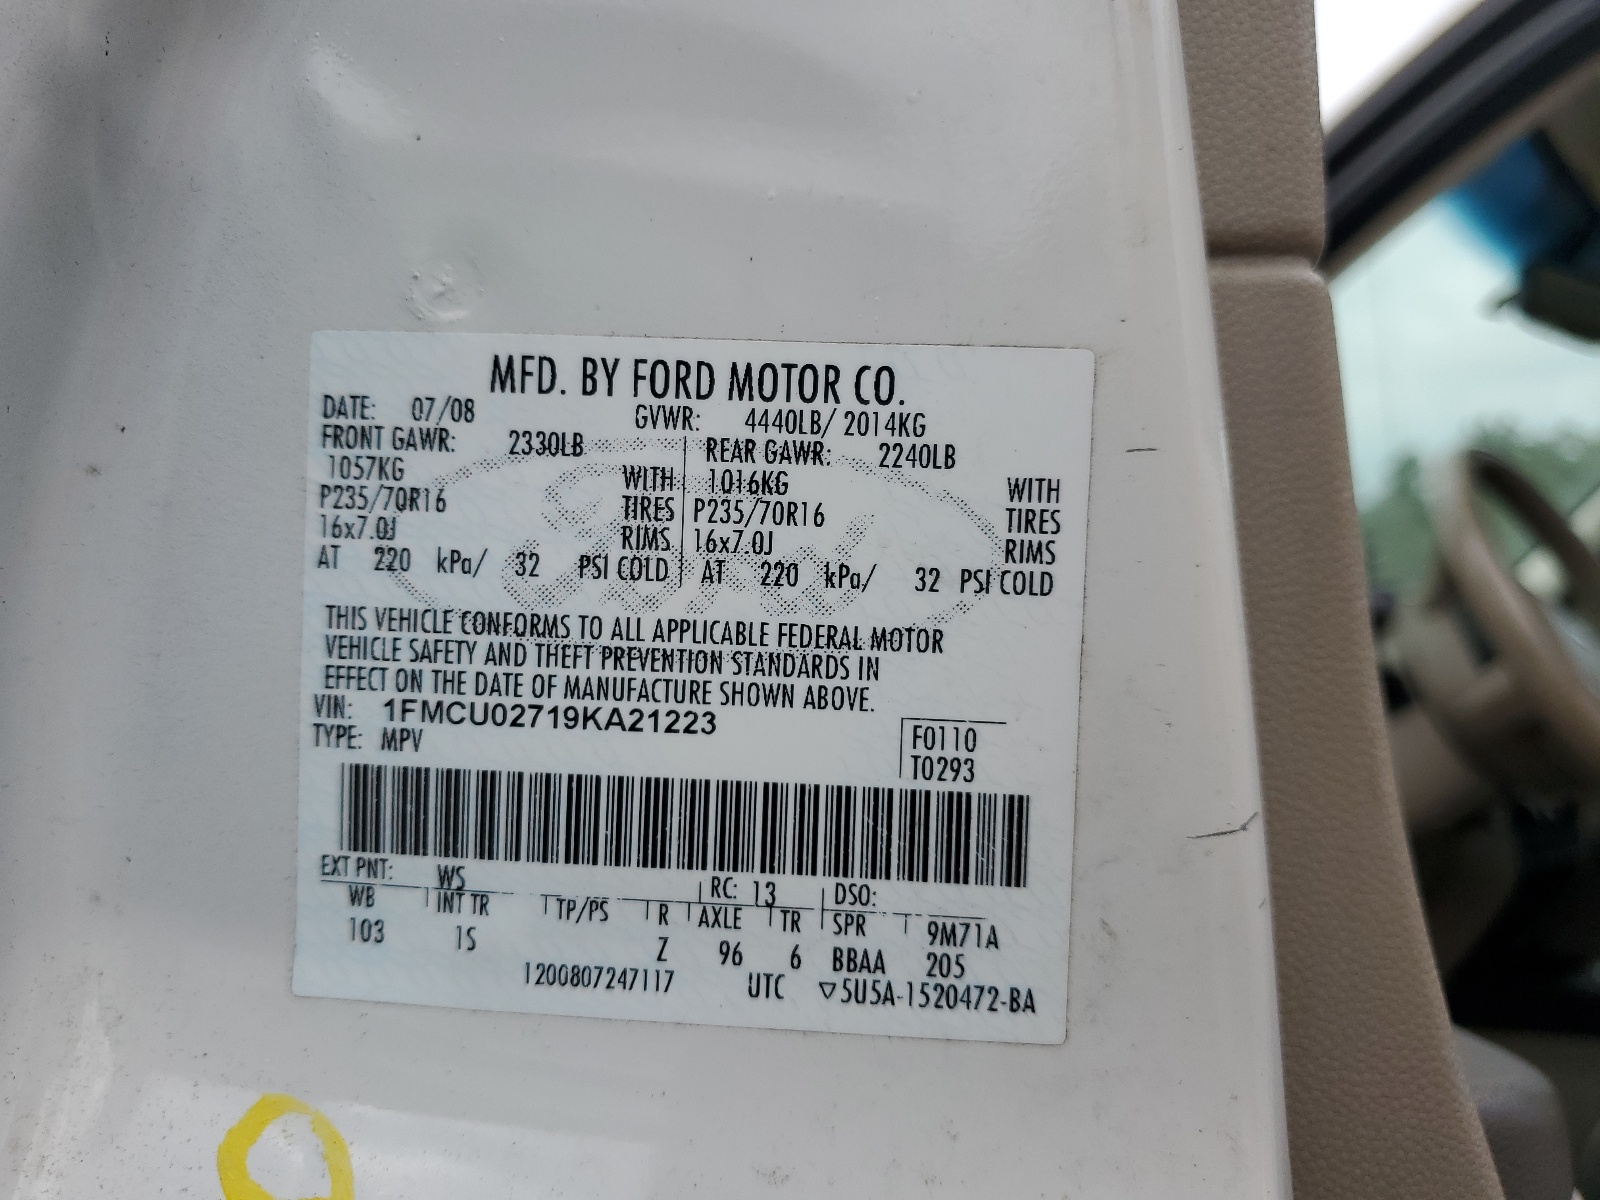 MFD. BY FORD MOTOR CO.
DATE: 07/08 GVWR: 4440LB/ 2014KG
FRONT GAWR: 2330LB REAR GAWR: 2240LB
1057KG WITH 1016KG WITH
P235/70R16 TIRES P235/70R16 TIRES
16x7.0J RIMS 16x7.0J RIMS
AT 220 kPa/ 32 PSI COLD AT 220 kPa/ 32 PSI COLD
Ford
THIS VEHICLE CONFORMS TO ALL APPLICABLE FEDERAL MOTOR
VEHICLE SAFETY AND THEFT PREVENTION STANDARDS IN
EFFECT ON THE DATE OF MANUFACTURE SHOWN ABOVE.
VIN: 1FMCU02719KA21223
TYPE: MPV
F0110
T0293
EXT PNT: WS RC: 13 DSO:
WB INT TR TP/PS R AXLE TR SPR 9M71A
103 1S Z 96 6 BBAA 205
1200807247117 UTC ▽5U5A-1520472-BA